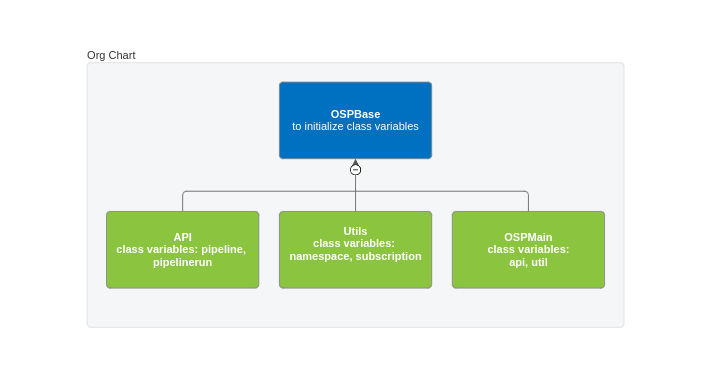 Org Chart
OSPBase
to initialize class variables
API
class variables: pipeline,
pipelinerun
Utils
class variables:
namespace, subscription
OSPMain
class variables:
api, util